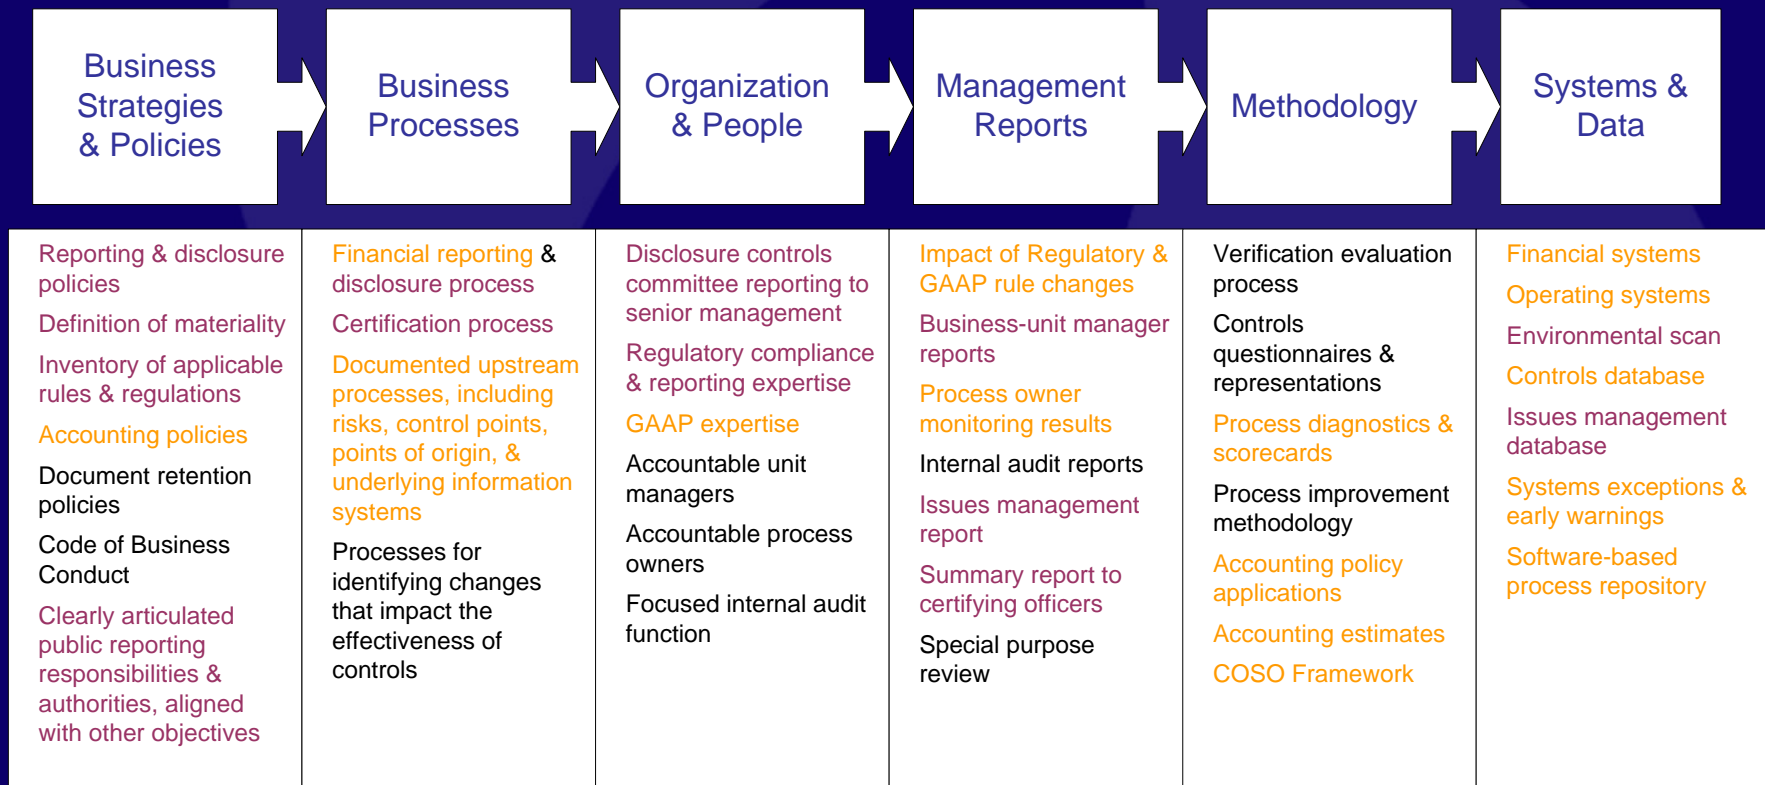 Business
Strategies
& Policies
Business
Processes
Organization
& People
Management
Reports
Methodology
Systems &
Data
Reporting & disclosure
policies
Definition of materiality
Inventory of applicable
rules & regulations
Accounting policies
Document retention
policies
Code of Business
Conduct
Clearly articulated
public reporting
responsibilities &
authorities, aligned
with other objectives
Financial reporting &
disclosure process
Certification process
Documented upstream
processes, including
risks, control points,
points of origin, &
underlying information
systems
Processes for
identifying changes
that impact the
effectiveness of
controls
Disclosure controls
committee reporting to
senior management
Regulatory compliance
& reporting expertise
GAAP expertise
Accountable unit
managers
Accountable process
owners
Focused internal audit
function
Impact of Regulatory &
GAAP rule changes
Business-unit manager
reports
Process owner
monitoring results
Internal audit reports
Issues management
report
Summary report to
certifying officers
Special purpose
review
Verification evaluation
process
Controls
questionnaires &
representations
Process diagnostics &
scorecards
Process improvement
methodology
Accounting policy
applications
Accounting estimates
COSO Framework
Financial systems
Operating systems
Environmental scan
Controls database
Issues management
database
Systems exceptions &
early warnings
Software-based
process repository